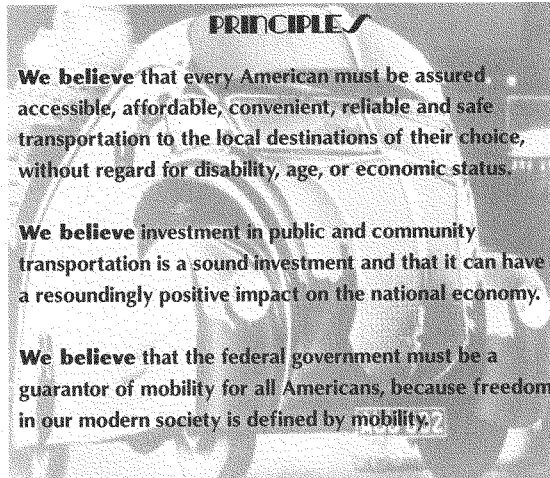 PRINCIPLES
We believe that every American must be assured
accessible, affordable, convenient, reliable and safe
transportation to the local destinations of their choice,
without regard for disability, age, or economic status.
We believe investment in public and community
transportation is a sound investment and that it can have
a resoundingly positive impact on the national economy.
We believe that the federal government must be a
guarantor of mobility for all Americans, because freedom
in our modern society is defined by mobility.